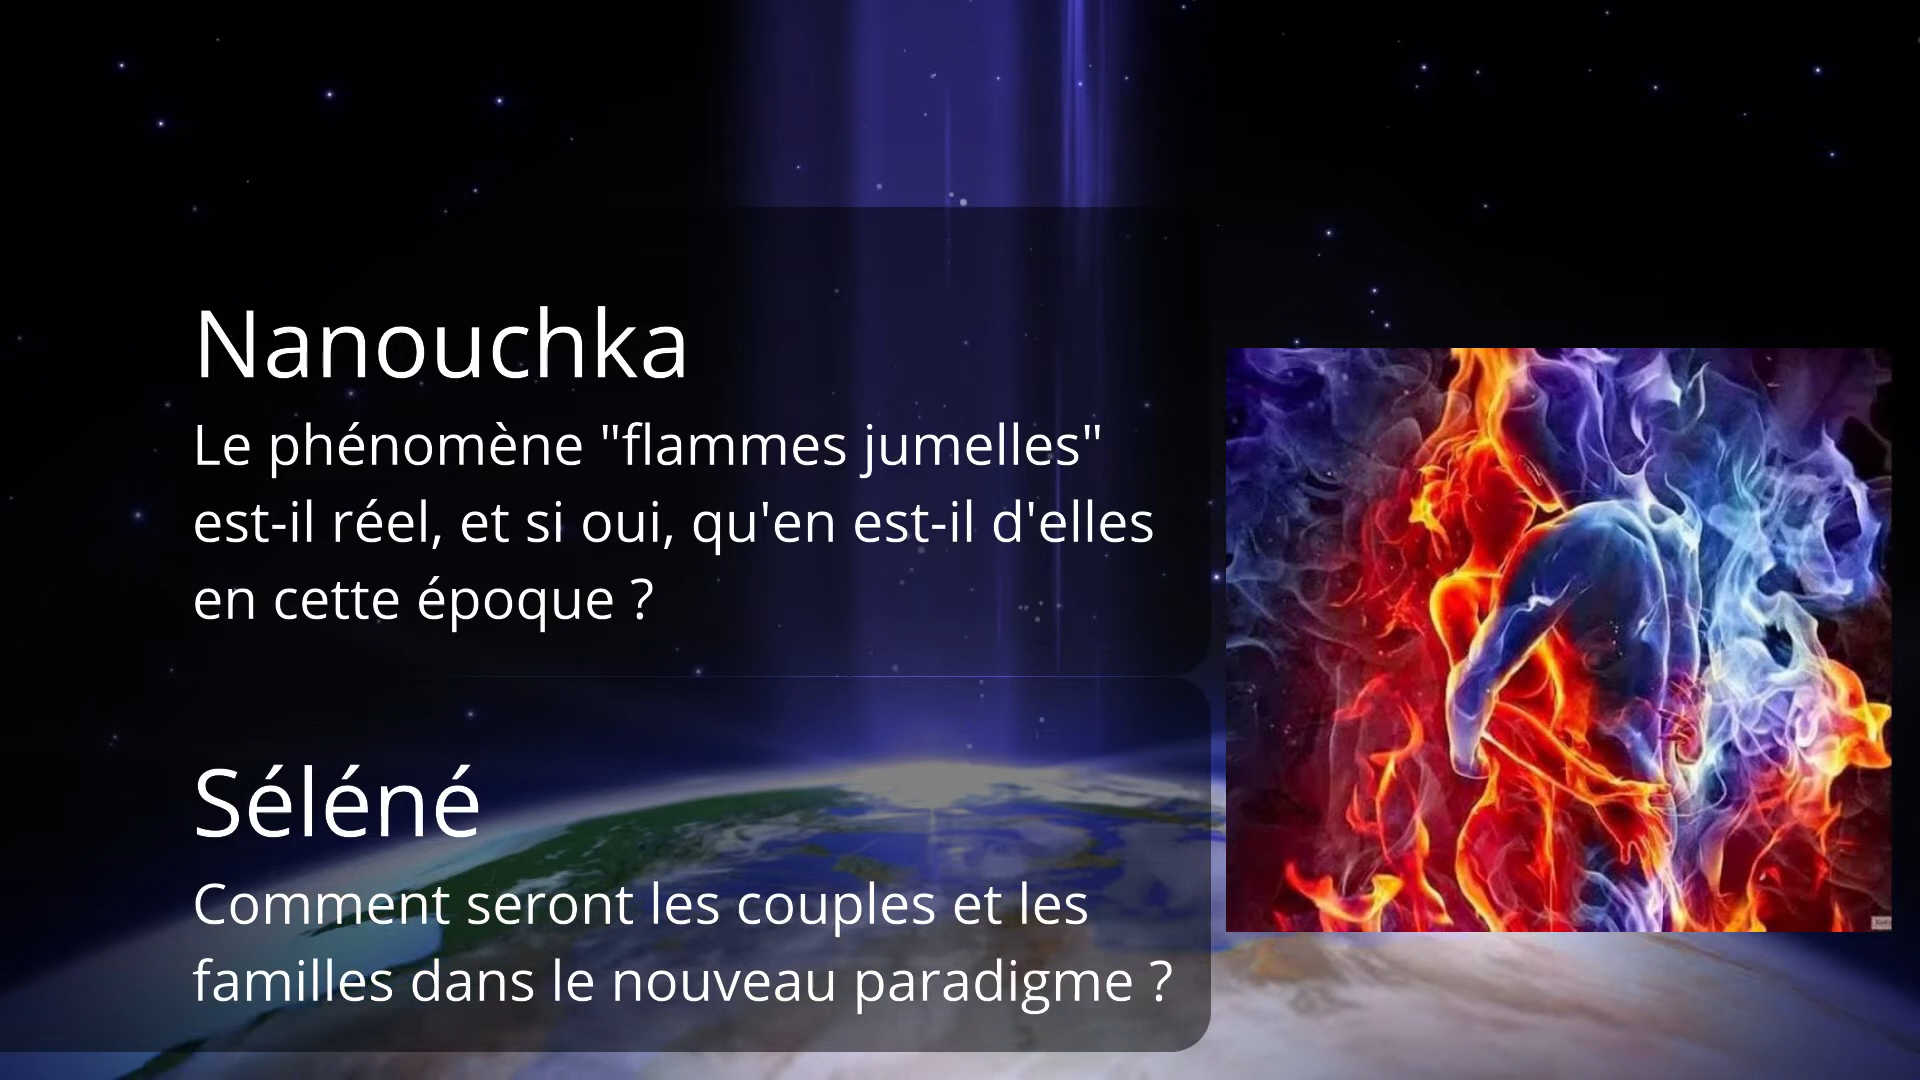 Nanouchka
Le phénomène "flammes jumelles"
est-il réel, et si oui, qu'en est-il d'elles
en cette époque ?
Séléné
Comment seront les couples et les
familles dans le nouveau paradigme ?